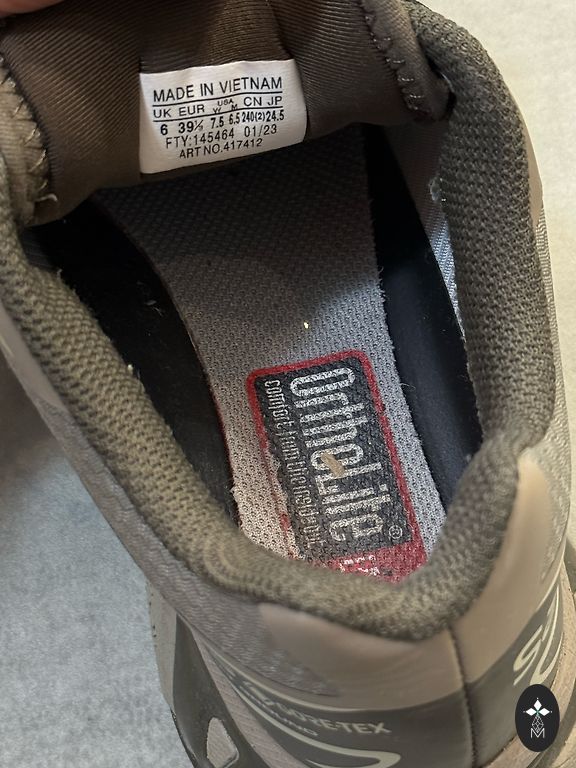 MADE IN VIETNAM
UK EUR USA W M CN JP
6 39⅓ 7.5 6.5 240(2) 24.5
FTY:145464 01/23
ART NO.417412
OrthoLite®
comfort from the inside out
GORE-TEX
M